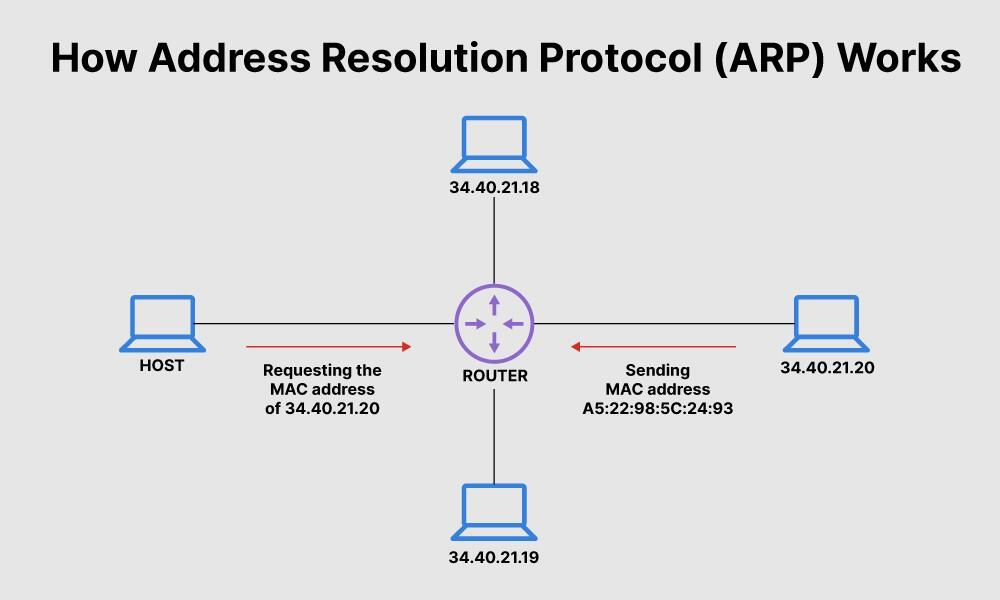 How Address Resolution Protocol (ARP) Works
34.40.21.18
HOST
Requesting the
MAC address
of 34.40.21.20
ROUTER
Sending
MAC address
A5:22:98:5C:24:93
34.40.21.20
34.40.21.19